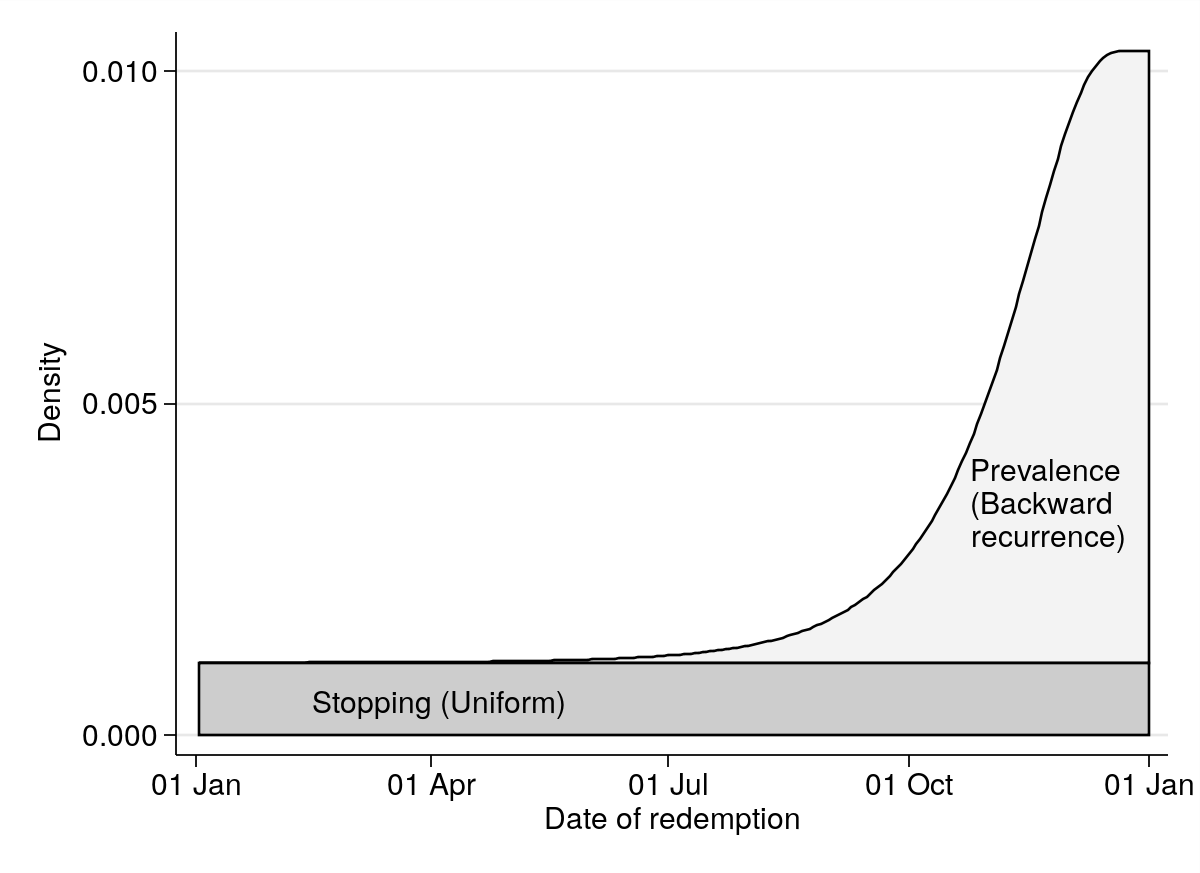 0.010
0.005
0.000
Density
Prevalence
(Backward
recurrence)
Stopping (Uniform)
01 Jan
01 Apr
01 Jul
01 Oct
01 Jan
Date of redemption